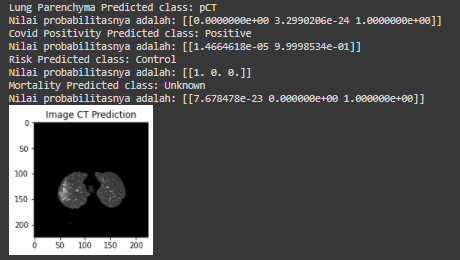 Lung Parenchyma Predicted class: pCT
Nilai probabilitasnya adalah: [[0.0000000e+00 3.2990206e-24 1.0000000e+00]]
Covid Positivity Predicted class: Positive
Nilai probabilitasnya adalah: [[1.4664618e-05 9.9998534e-01]]
Risk Predicted class: Control
Nilai probabilitasnya adalah: [[1. 0. 0.]]
Mortality Predicted class: Unknown
Nilai probabilitasnya adalah: [[7.678478e-23 0.000000e+00 1.000000e+00]]
Image CT Prediction
0
50
100
150
200
0 50 100 150 200